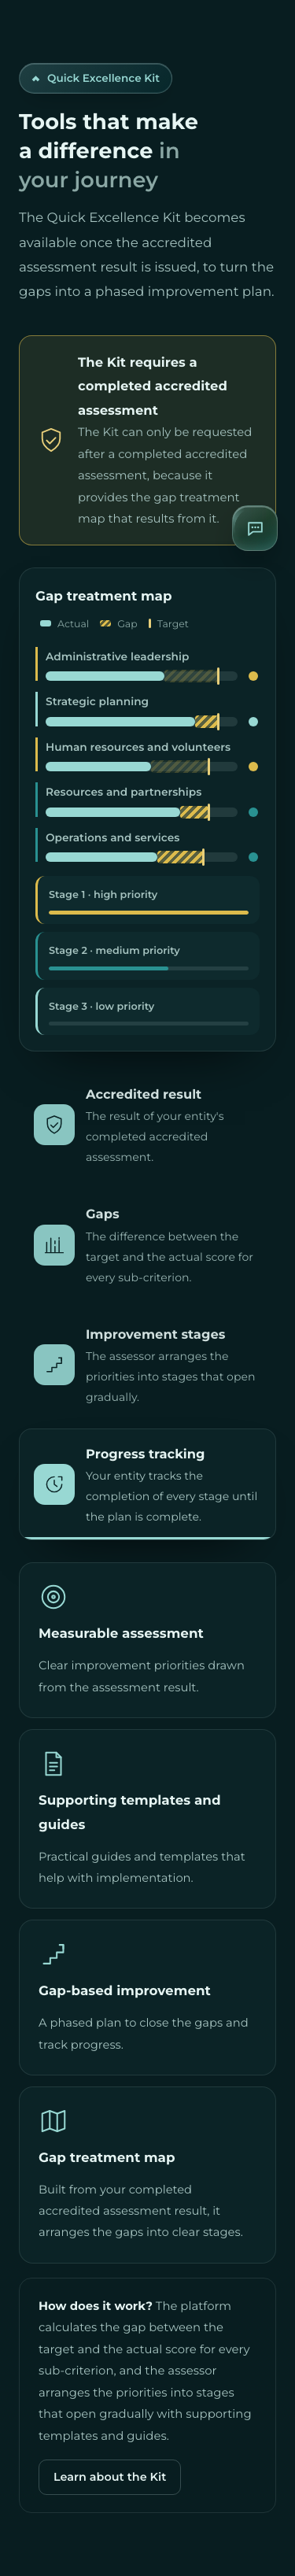 Quick Excellence Kit
Tools that make
a difference in
your journey
The Quick Excellence Kit becomes
available once the accredited
assessment result is issued, to turn the
gaps into a phased improvement plan.
The Kit requires a
completed accredited
assessment
The Kit can only be requested
after a completed accredited
assessment, because it
provides the gap treatment
map that results from it.
Gap treatment map
Actual Gap Target
Administrative leadership
Strategic planning
Human resources and volunteers
Resources and partnerships
Operations and services
Stage 1 · high priority
Stage 2 · medium priority
Stage 3 · low priority
Accredited result
The result of your entity's
completed accredited
assessment.
Gaps
The difference between the
target and the actual score for
every sub-criterion.
Improvement stages
The assessor arranges the
priorities into stages that open
gradually.
Progress tracking
Your entity tracks the
completion of every stage until
the plan is complete.
Measurable assessment
Clear improvement priorities drawn
from the assessment result.
Supporting templates and
guides
Practical guides and templates that
help with implementation.
Gap-based improvement
A phased plan to close the gaps and
track progress.
Gap treatment map
Built from your completed
accredited assessment result, it
arranges the gaps into clear stages.
How does it work? The platform
calculates the gap between the
target and the actual score for every
sub-criterion, and the assessor
arranges the priorities into stages
that open gradually with supporting
templates and guides.
Learn about the Kit